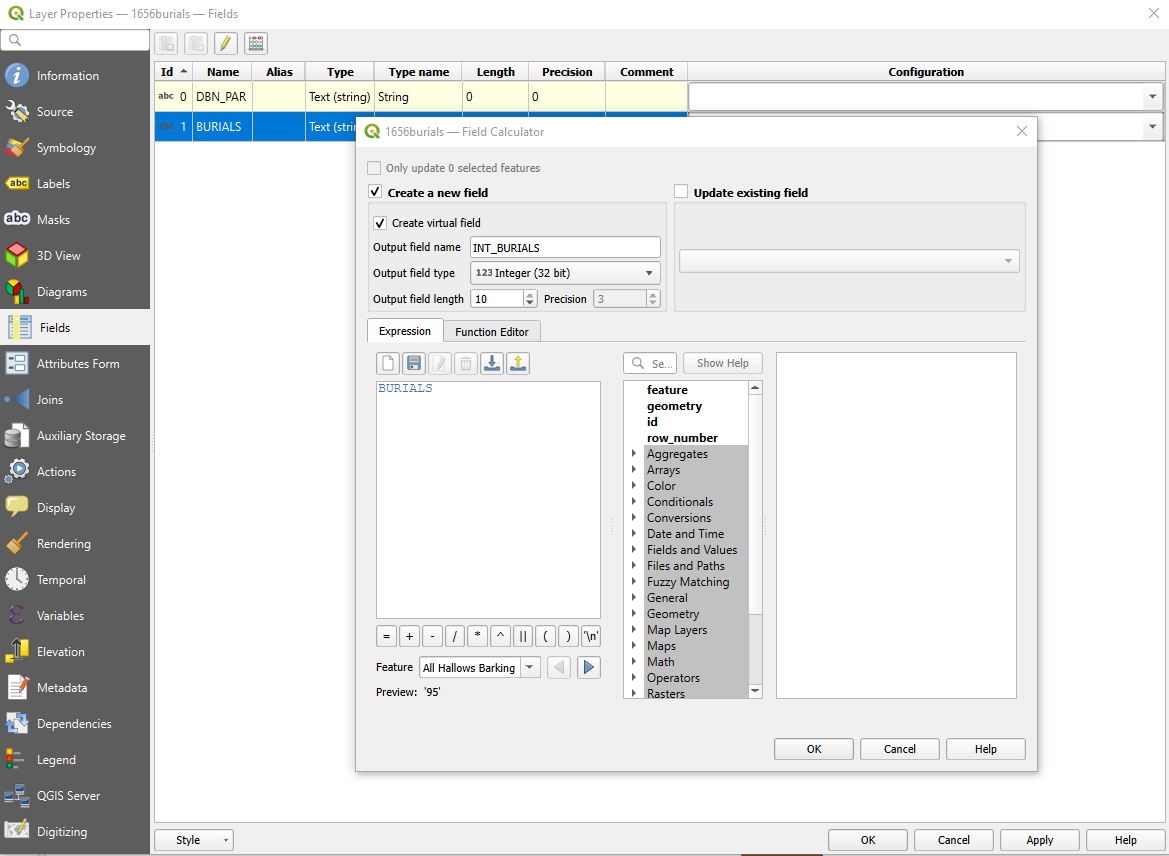 Layer Properties — 1656burials — Fields
Information
Source
Symbology
Labels
Masks
3D View
Diagrams
Fields
Attributes Form
Joins
Auxiliary Storage
Actions
Display
Rendering
Temporal
Variables
Elevation
Metadata
Dependencies
Legend
QGIS Server
Digitizing
Id Name Alias Type Type name Length Precision Comment Configuration
abc 0 DBN_PAR Text (string) String 0 0
abc 1 BURIALS Text (strin
1656burials — Field Calculator
Only update 0 selected features
Create a new field
Update existing field
Create virtual field
Output field name INT_BURIALS
Output field type 123 Integer (32 bit)
Output field length 10 Precision 3
Expression Function Editor
Se... Show Help
BURIALS
feature
geometry
id
row_number
Aggregates
Arrays
Color
Conditionals
Conversions
Date and Time
Fields and Values
Files and Paths
Fuzzy Matching
General
Geometry
Map Layers
Maps
Math
Operators
Rasters
= + - / * ^ || ( ) '\n'
Feature All Hallows Barking
Preview: '95'
OK Cancel Help
Style
OK Cancel Apply Help